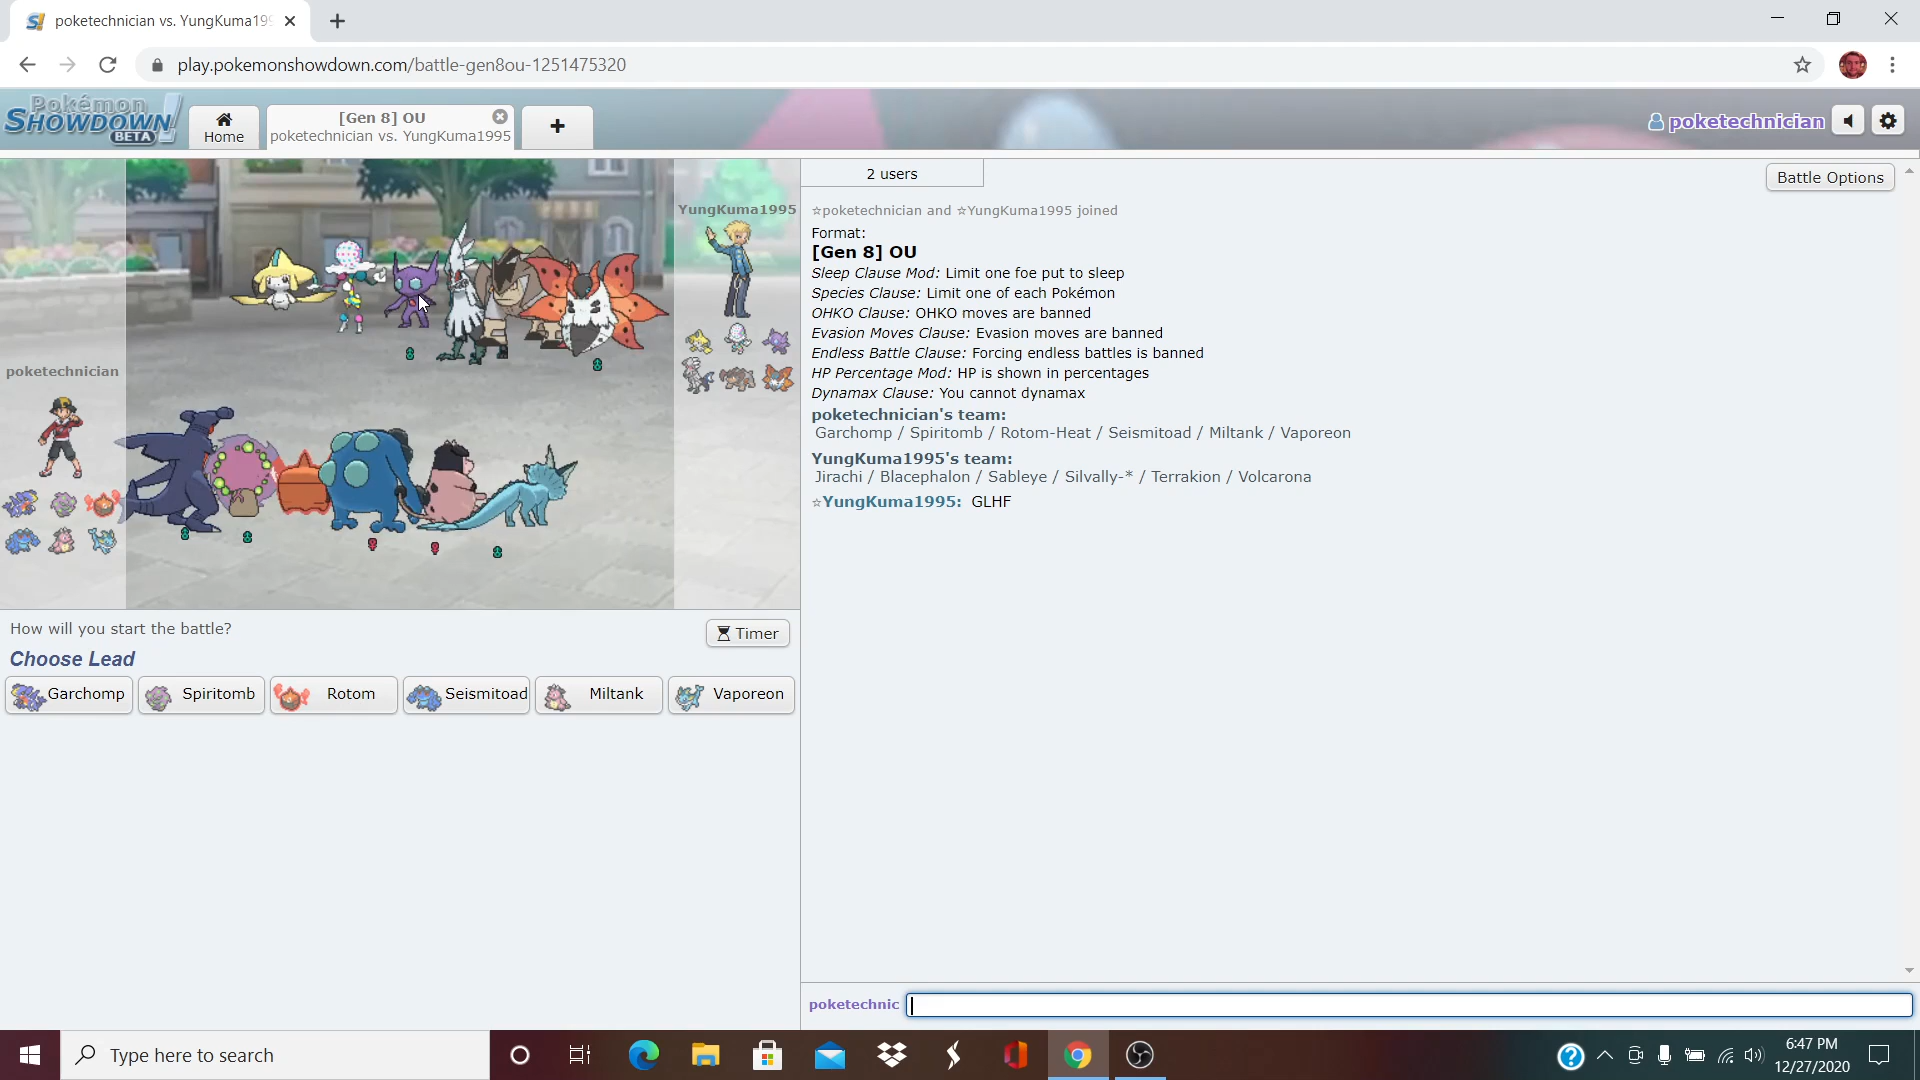 poketechnician vs. YungKuma199
play.pokemonshowdown.com/battle-gen8ou-1251475320
Pokémon
SHOWDOWN!
BETA
Home
[Gen 8] OU
poketechnician vs. YungKuma1995
poketechnician
YungKuma1995
poketechnician
How will you start the battle?
Timer
Choose Lead
Garchomp
Spiritomb
Rotom
Seismitoad
Miltank
Vaporeon
2 users
Battle Options
☆poketechnician and ☆YungKuma1995 joined
Format:
[Gen 8] OU
Sleep Clause Mod: Limit one foe put to sleep
Species Clause: Limit one of each Pokémon
OHKO Clause: OHKO moves are banned
Evasion Moves Clause: Evasion moves are banned
Endless Battle Clause: Forcing endless battles is banned
HP Percentage Mod: HP is shown in percentages
Dynamax Clause: You cannot dynamax
poketechnician's team:
Garchomp / Spiritomb / Rotom-Heat / Seismitoad / Miltank / Vaporeon
YungKuma1995's team:
Jirachi / Blacephalon / Sableye / Silvally-* / Terrakion / Volcarona
☆YungKuma1995: GLHF
poketechnic
Type here to search
6:47 PM
12/27/2020